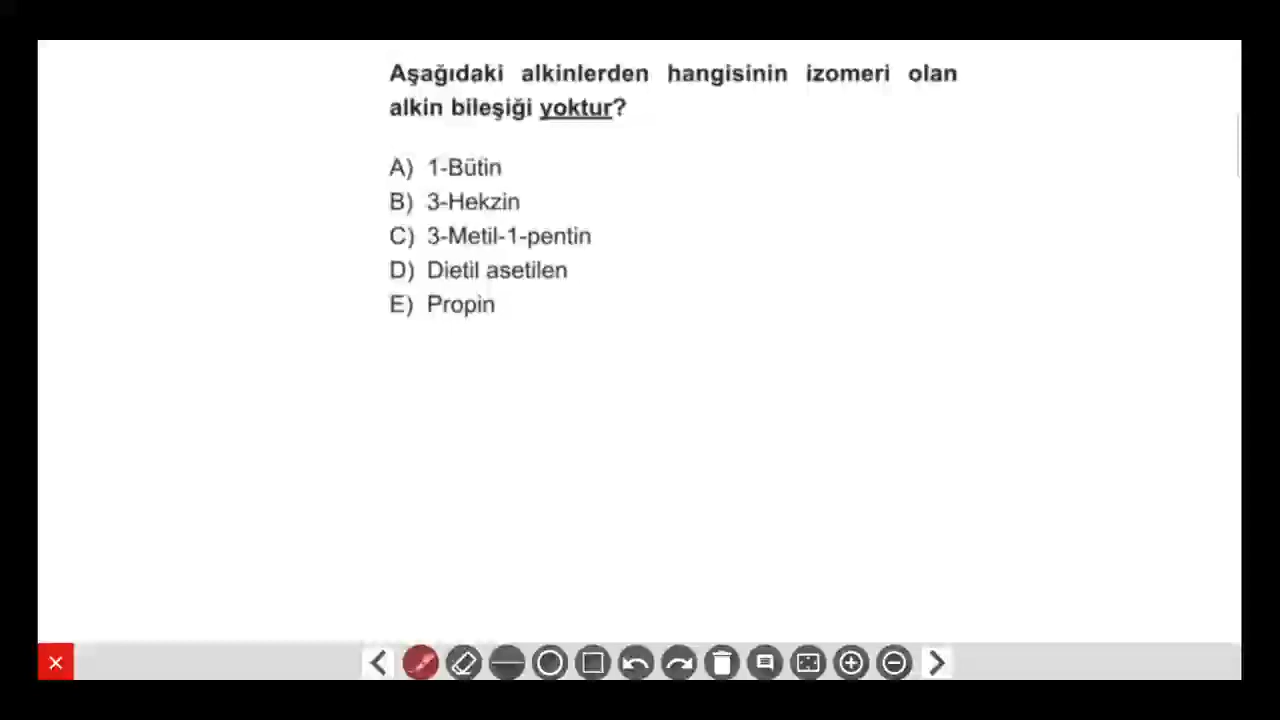 Aşağıdaki alkinlerden hangisinin izomeri olan
alkin bileşiği yoktur?
A) 1-Bütin
B) 3-Hekzin
C) 3-Metil-1-pentin
D) Dietil asetilen
E) Propin